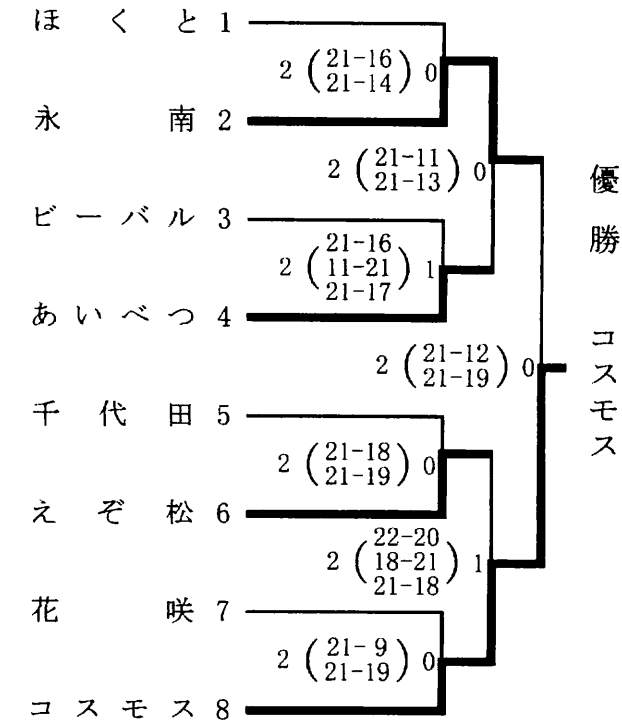 ほくと 1
2 (21-16 21-14) 0
永南 2
2 (21-11 21-13) 0
ビーバル 3
2 (21-16 11-21 21-17) 1
あいべつ 4
2 (21-12 21-19) 0
千代田 5
2 (21-18 21-19) 0
えぞ松 6
2 (22-20 18-21 21-18) 1
花咲 7
2 (21-9 21-19) 0
コスモス 8
優勝 コスモス